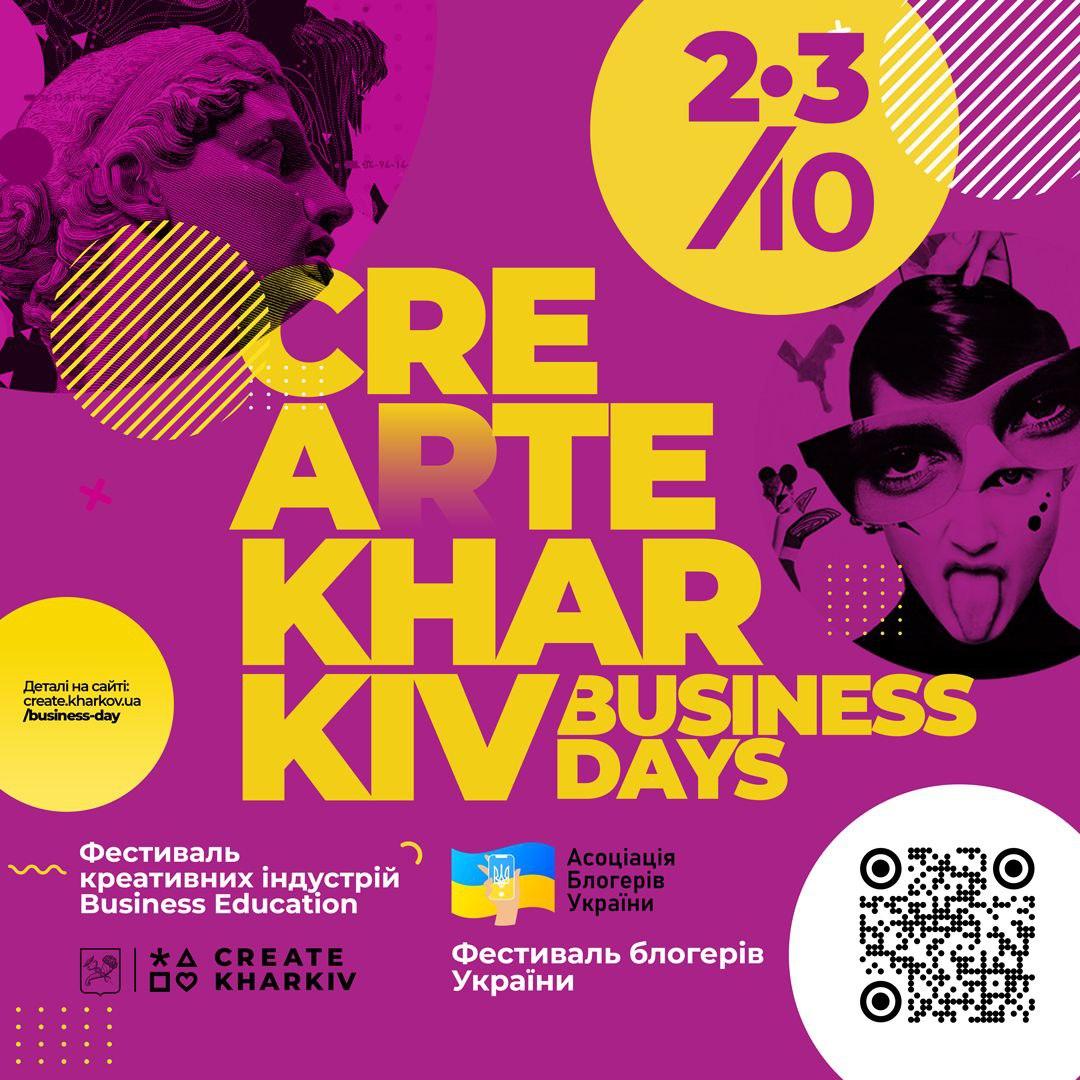 2•3
/10
CRE
ARTE
KHAR
KIV
BUSINESS
DAYS
Деталі на сайті:
create.kharkov.ua
/business-day
Фестиваль
креативних індустрій
Business Education
CREATE
KHARKIV
Асоціація
Блогерів
України
Фестиваль блогерів
України